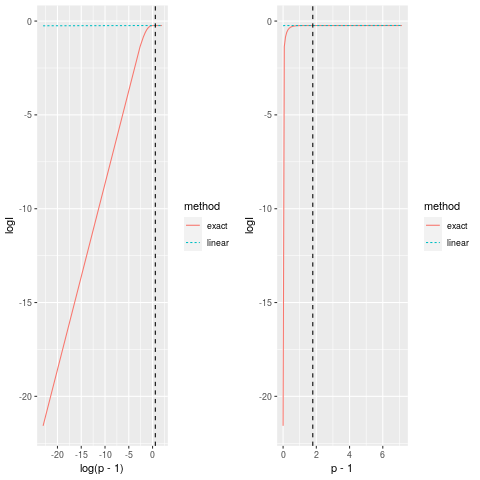 0
-5
-10
-15
-20
logl
-20 -15 -10 -5 0
log(p - 1)
method
exact
linear
0
-5
-10
-15
-20
logl
0 2 4 6
p - 1
method
exact
linear